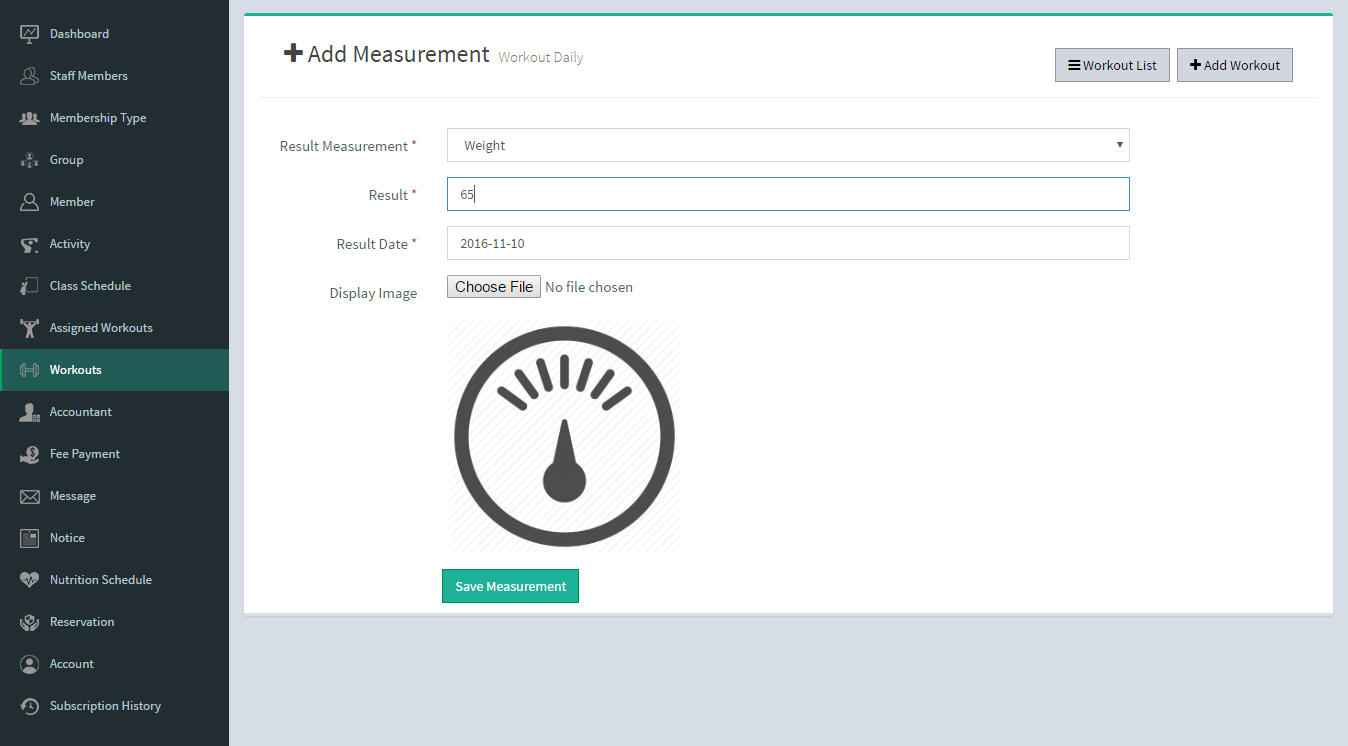 Dashboard
Staff Members
Membership Type
Group
Member
Activity
Class Schedule
Assigned Workouts
Workouts
Accountant
Fee Payment
Message
Notice
Nutrition Schedule
Reservation
Account
Subscription History
Add Measurement Workout Daily
Workout List
Add Workout
Result Measurement * Weight
Result * 65
Result Date * 2016-11-10
Display Image Choose File No file chosen
Save Measurement